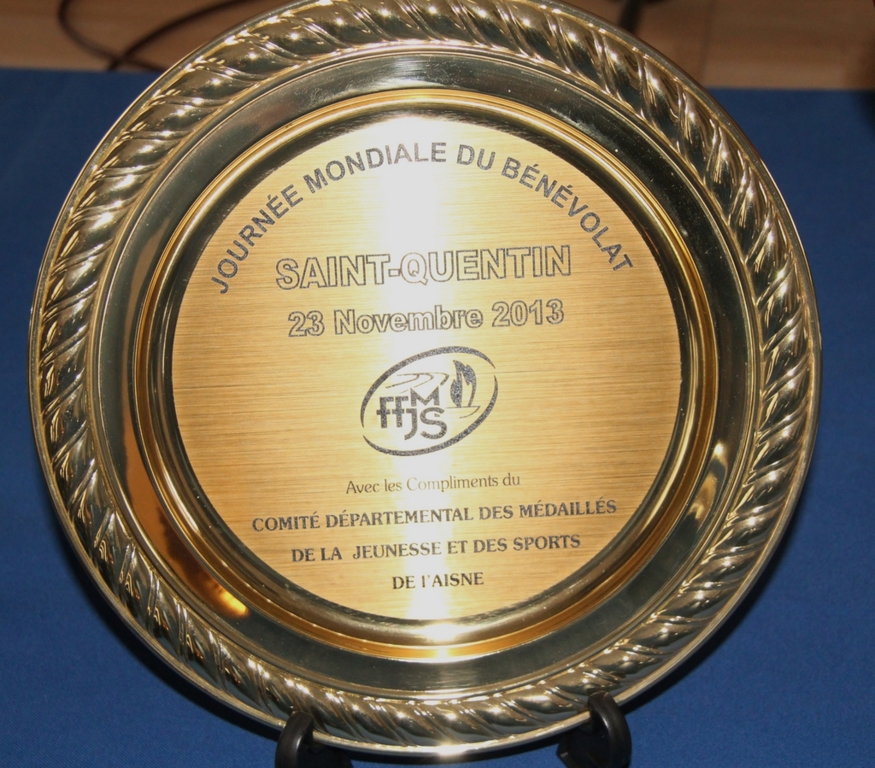 JOURNÉE MONDIALE DU BÉNÉVOLAT
SAINT-QUENTIN
23 Novembre 2013
ffMJS
Avec les Compliments du
COMITÉ DÉPARTEMENTAL DES MÉDAILLÉS
DE LA JEUNESSE ET DES SPORTS
DE l'AISNE